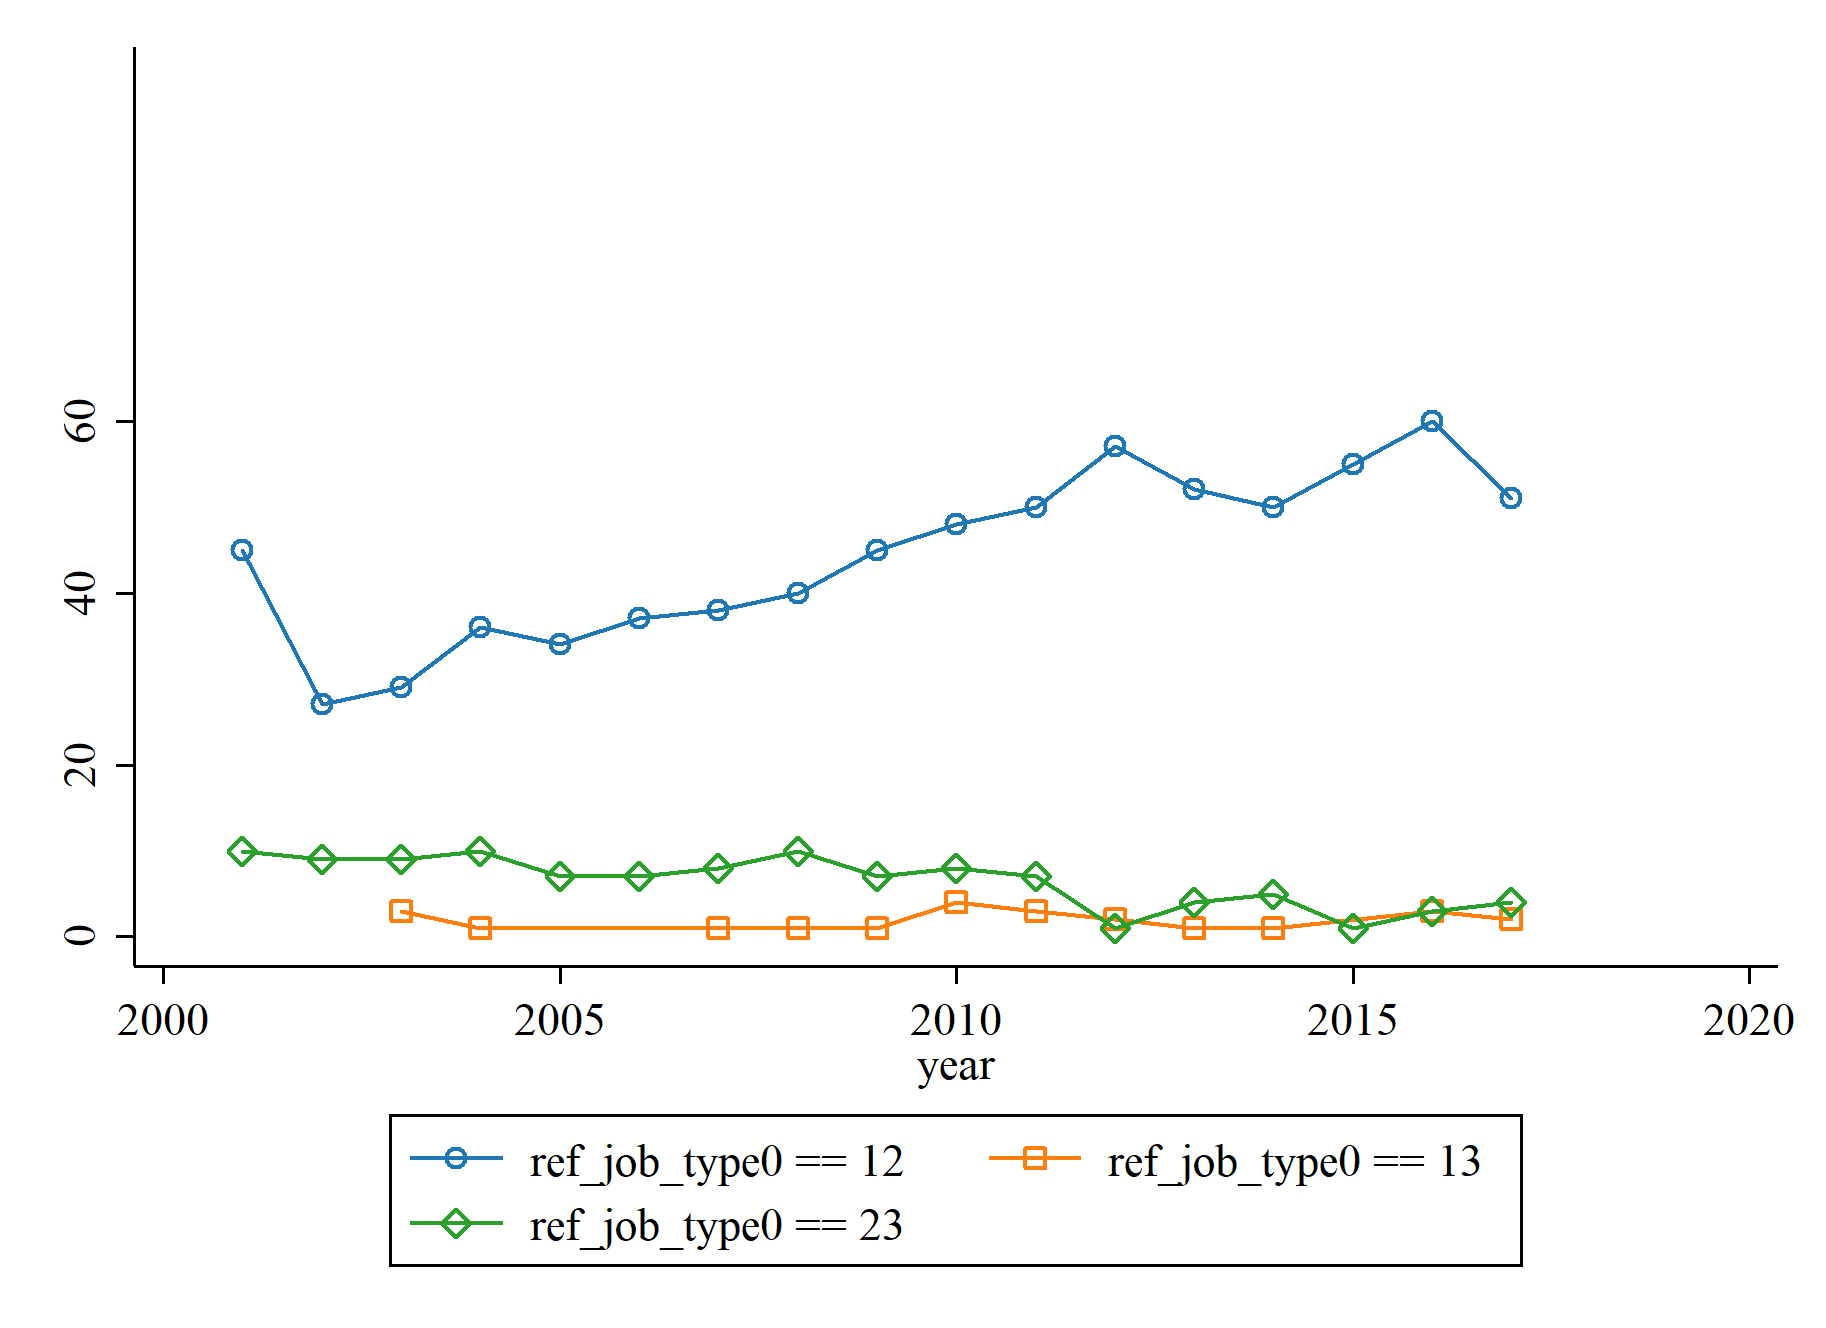 60
40
20
0
2000 2005 2010 2015 2020
year
ref_job_type0 == 12 ref_job_type0 == 13
ref_job_type0 == 23